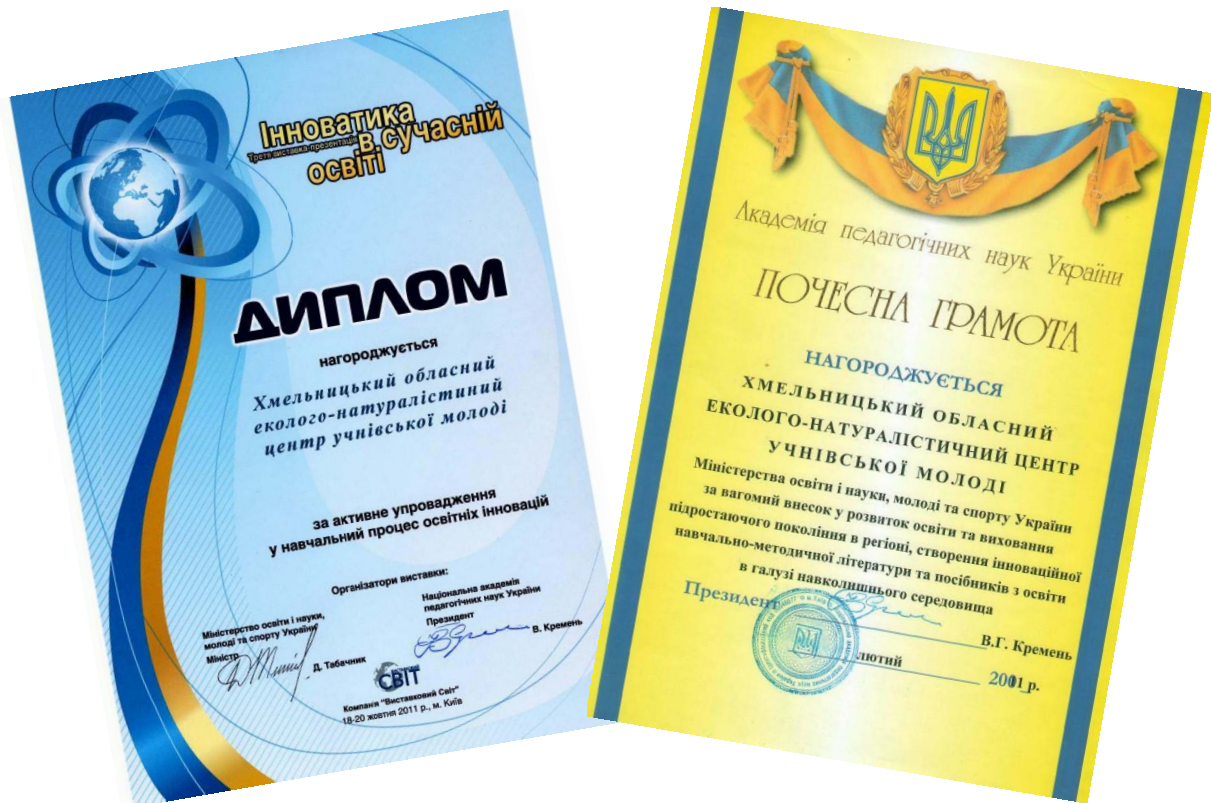 Інноватика
Третя виставка-презентація
в сучасній
освіті
ДИПЛОМ
нагороджується
Хмельницький обласний
еколого-натуралістиний
центр учнівської молоді
за активне упровадження
у навчальний процес освітніх інновацій
Організатори виставки:
Міністерство освіти і науки,
молоді та спорту України
Міністр
Д. Табачник
Національна академія
педагогічних наук України
Президент
В. Кремень
СВІТ
Компанія "Виставковий Світ"
18-20 жовтня 2011 р., м. Київ
Академія педагогічних наук України
ПОЧЕСНА ГРАМОТА
НАГОРОДЖУЄТЬСЯ
ХМЕЛЬНИЦЬКИЙ ОБЛАСНИЙ
ЕКОЛОГО-НАТУРАЛІСТИЧНИЙ ЦЕНТР
УЧНІВСЬКОЇ МОЛОДІ
Міністерства освіти і науки, молоді та спорту України
за вагомий внесок у розвиток освіти та виховання
підростаючого покоління в регіоні, створення інноваційної
навчально-методичної літератури та посібників з освіти
в галузі навколишнього середовища
Президент
В.Г. Кремень
лютий
р.